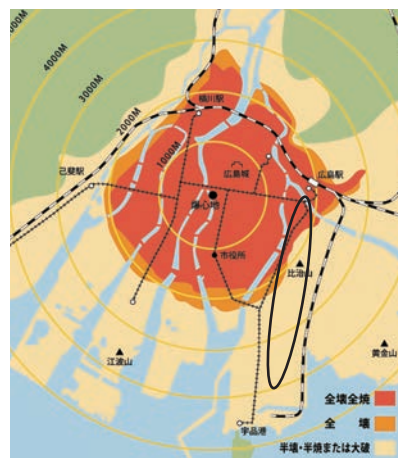 5000M
4000M
3000M
2000M
1000M
横川駅
己斐駅
広島城
広島駅
爆心地
市役所
比治山
江波山
黄金山
宇品港
全壊全焼
全　壊
半壊・半焼または大破